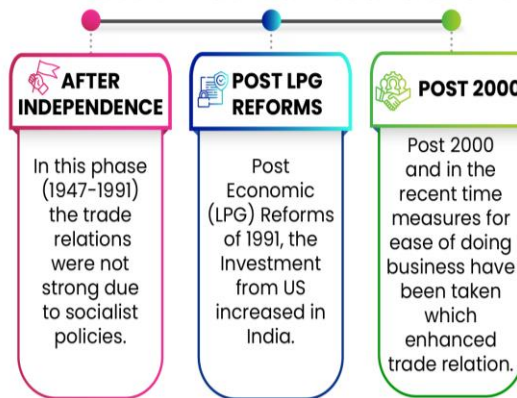 AFTER
INDEPENDENCE
In this phase
(1947-1991)
the trade
relations
were not
strong due
to socialist
policies.
POST LPG
REFORMS
Post
Economic
(LPG) Reforms
of 1991, the
Investment
from US
increased in
India.
POST 2000
Post 2000
and in the
recent time
measures for
ease of doing
business have
been taken
which
enhanced
trade relation.